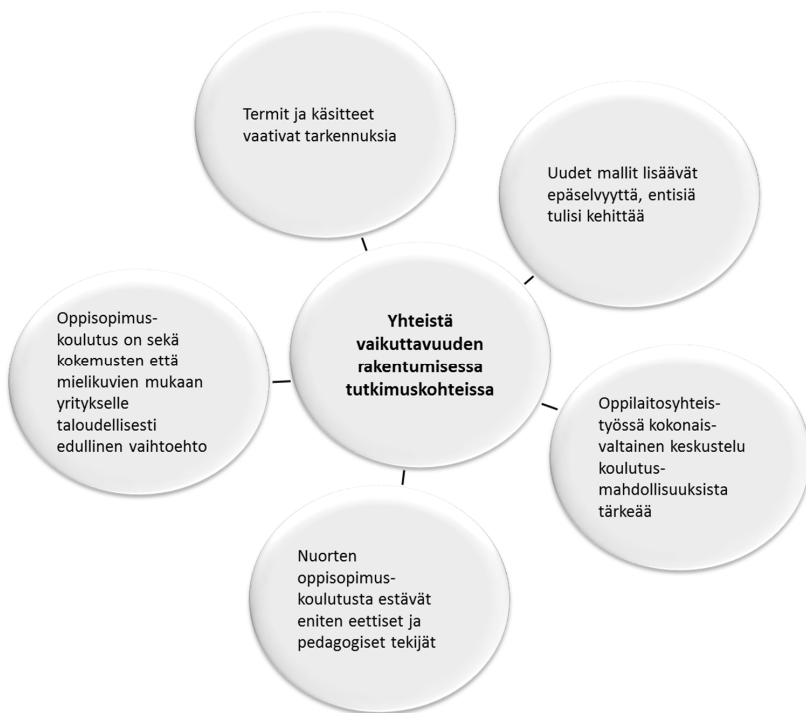 Termit ja käsitteet
vaativat tarkennuksia
Uudet mallit lisäävät
epäselvyyttä, entisiä
tulisi kehittää
Yhteistä
vaikuttavuuden
rakentumisessa
tutkimuskohteissa
Oppisopimus-
koulutus on sekä
kokemusten että
mielikuvien mukaan
yritykselle
taloudellisesti
edullinen vaihtoehto
Oppilaitosyhteis-
työssä kokonais-
valtainen keskustelu
koulutus-
mahdollisuuksista
tärkeää
Nuorten
oppisopimus-
koulutusta estävät
eniten eettiset ja
pedagogiset tekijät